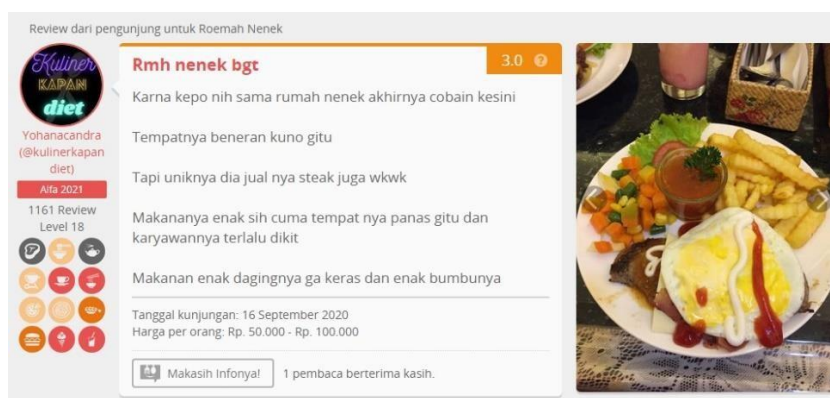 Review dari pengunjung untuk Roemah Nenek
Kuliner
KAPAN
diet
Yohanacandra
(@kulinerkapan
diet)
Alfa 2021
1161 Review
Level 18
Rmh nenek bgt
3.0 ?
Karna kepo nih sama rumah nenek akhirnya cobain kesini
Tempatnya beneran kuno gitu
Tapi uniknya dia jual nya steak juga wkwk
Makananya enak sih cuma tempat nya panas gitu dan
karyawannya terlalu dikit
Makanan enak dagingnya ga keras dan enak bumbunya
Tanggal kunjungan: 16 September 2020
Harga per orang: Rp. 50.000 - Rp. 100.000
Makasih Infonya!
1 pembaca berterima kasih.